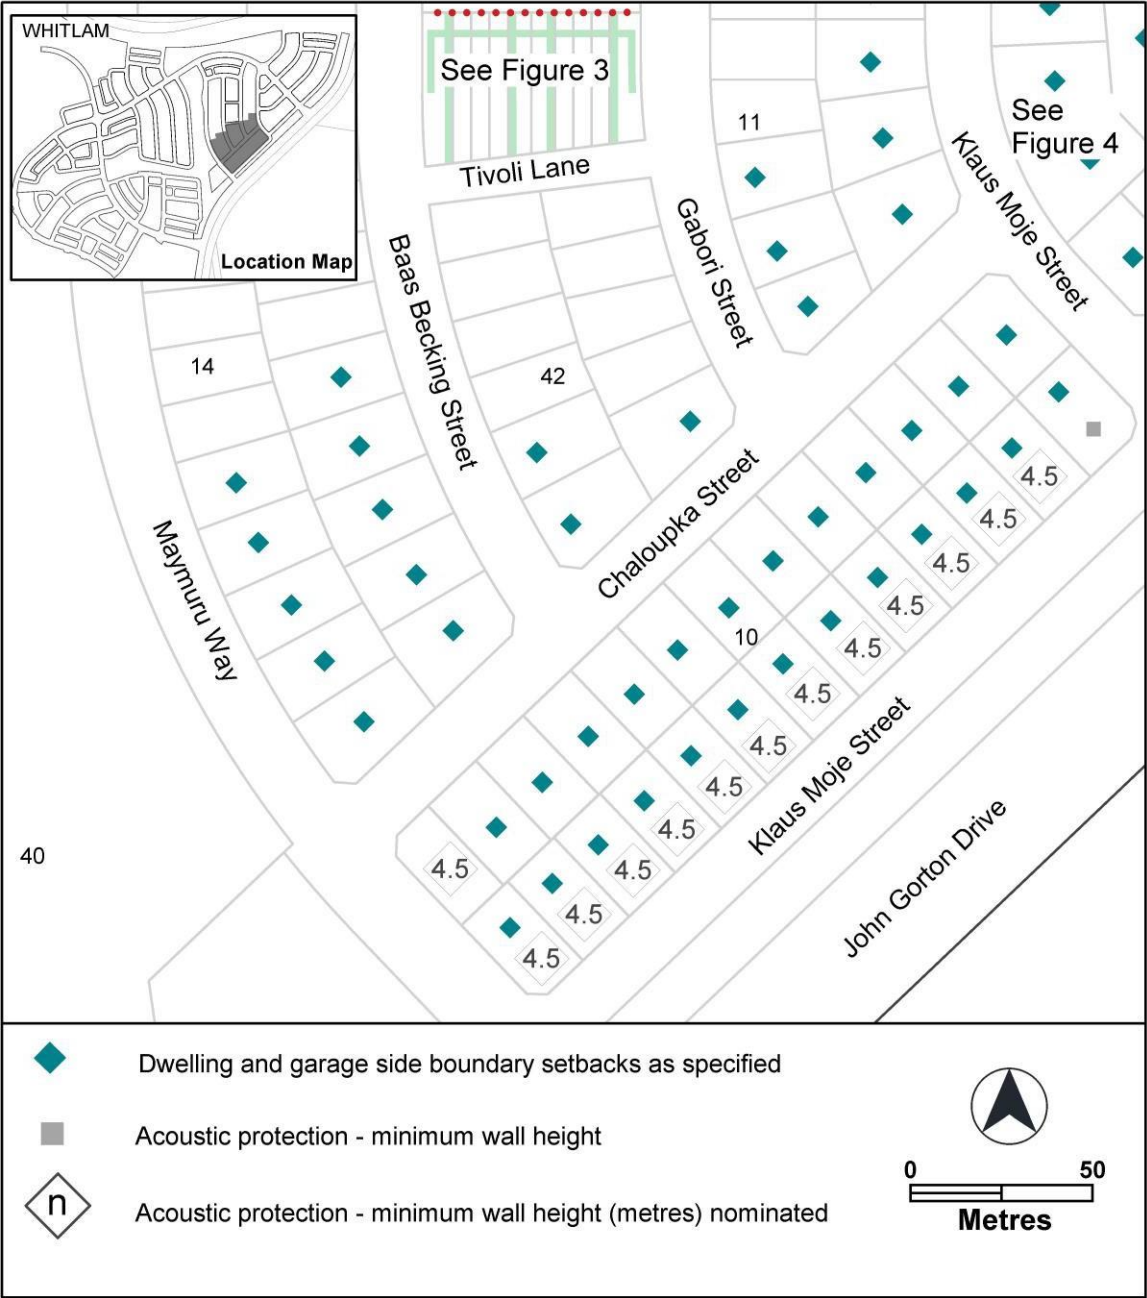 WHITLAM
Location Map
See Figure 3
See
Figure 4
11
Tivoli Lane
Klaus Moje Street
Gabori Street
Baas Becking Street
14
42
4.5
4.5
Chaloupka Street
4.5
4.5
Maymuru Way
10
4.5
4.5
4.5
Klaus Moje Street
4.5
4.5
40
4.5
4.5
John Gorton Drive
4.5
4.5
Dwelling and garage side boundary setbacks as specified
Acoustic protection - minimum wall height
n
Acoustic protection - minimum wall height (metres) nominated
0 50
Metres